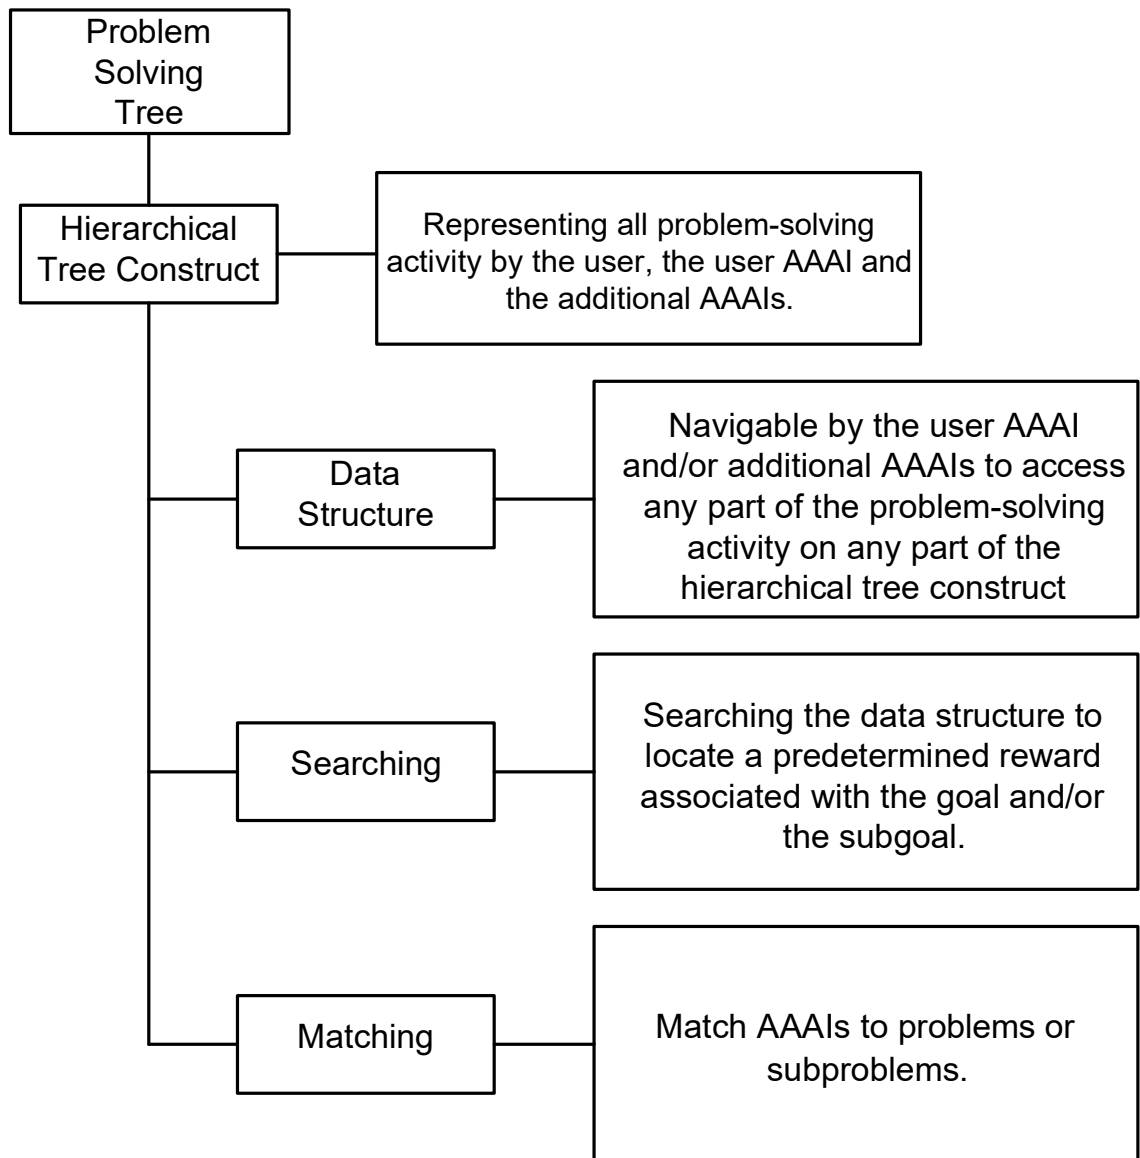 Problem
Solving
Tree
Hierarchical
Tree Construct
Representing all problem-solving
activity by the user, the user AAAI and
the additional AAAIs.
Data
Structure
Navigable by the user AAAI
and/or additional AAAIs to access
any part of the problem-solving
activity on any part of the
hierarchical tree construct
Searching
Searching the data structure to
locate a predetermined reward
associated with the goal and/or
the subgoal.
Matching
Match AAAIs to problems or
subproblems.